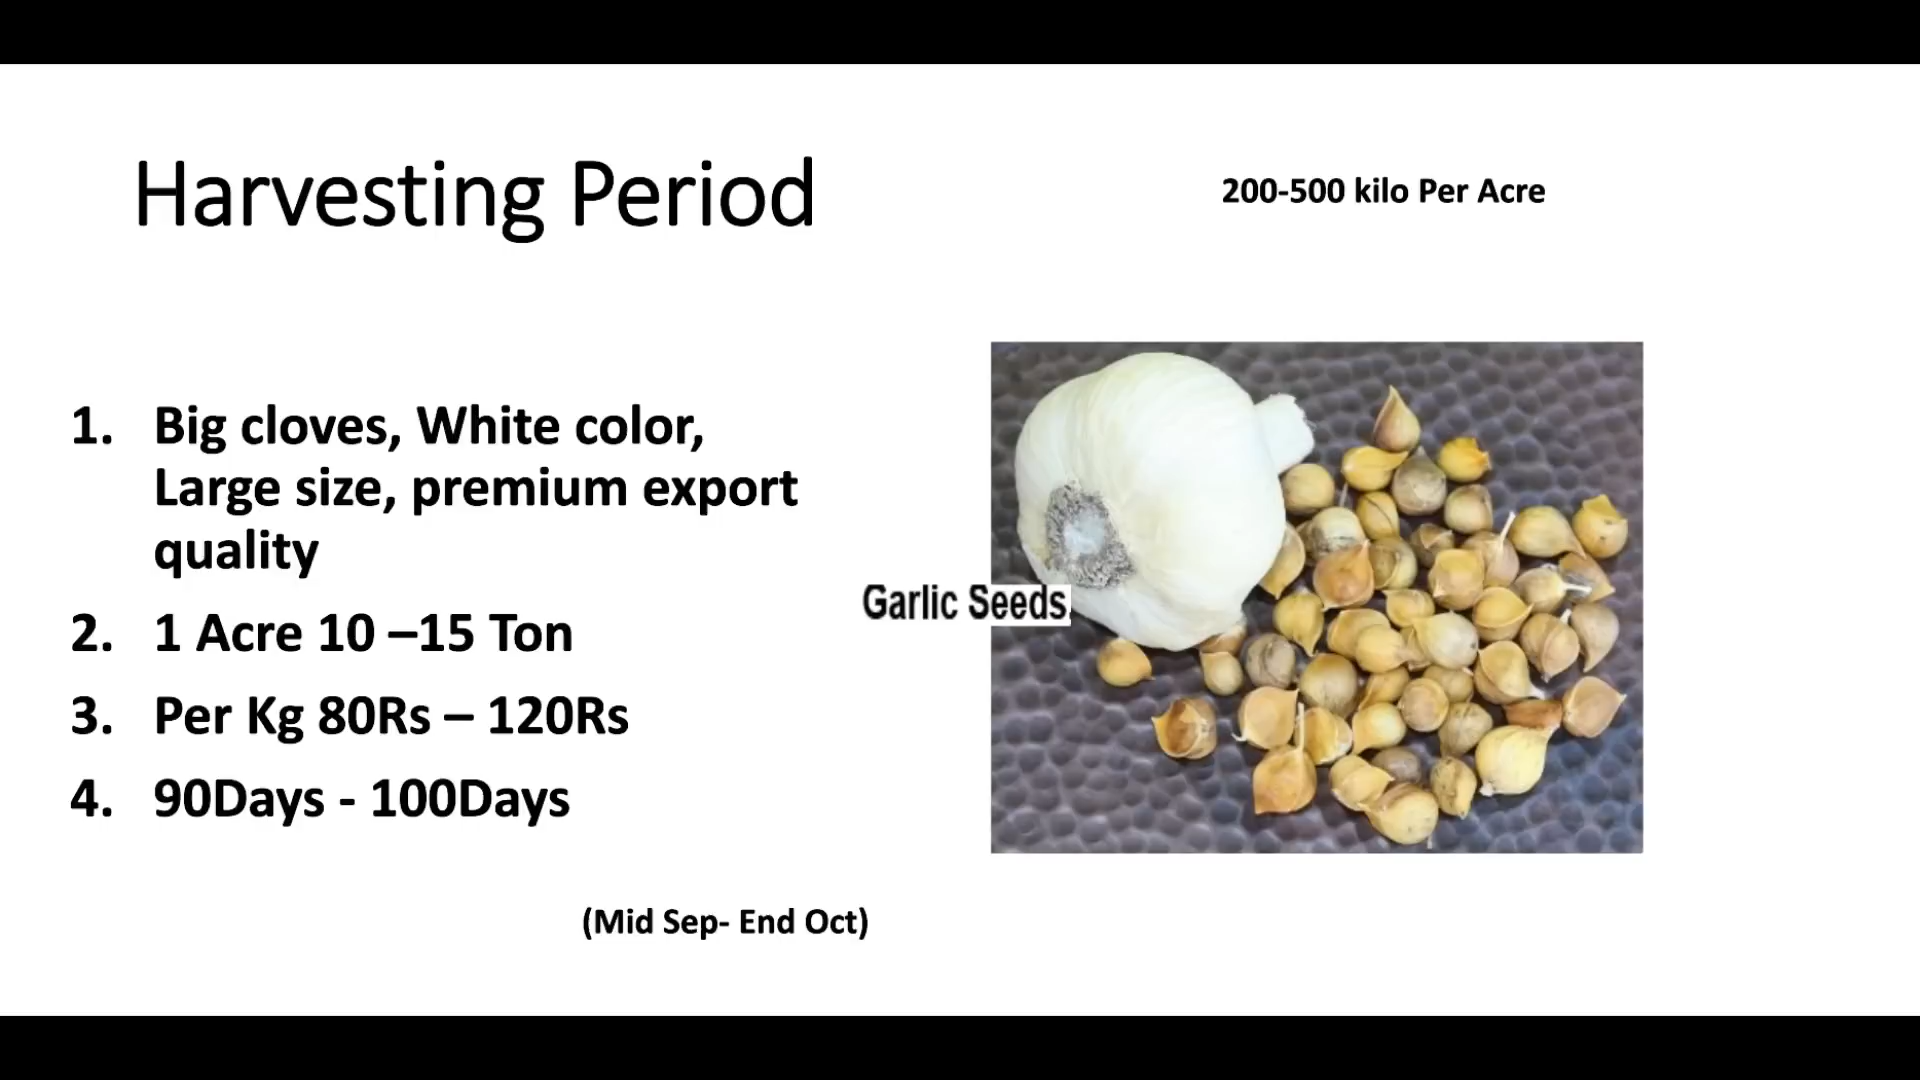 Harvesting Period
200-500 kilo Per Acre
1. Big cloves, White color,
Large size, premium export
quality
2. 1 Acre 10 –15 Ton
3. Per Kg 80Rs – 120Rs
4. 90Days - 100Days
Garlic Seeds
(Mid Sep- End Oct)